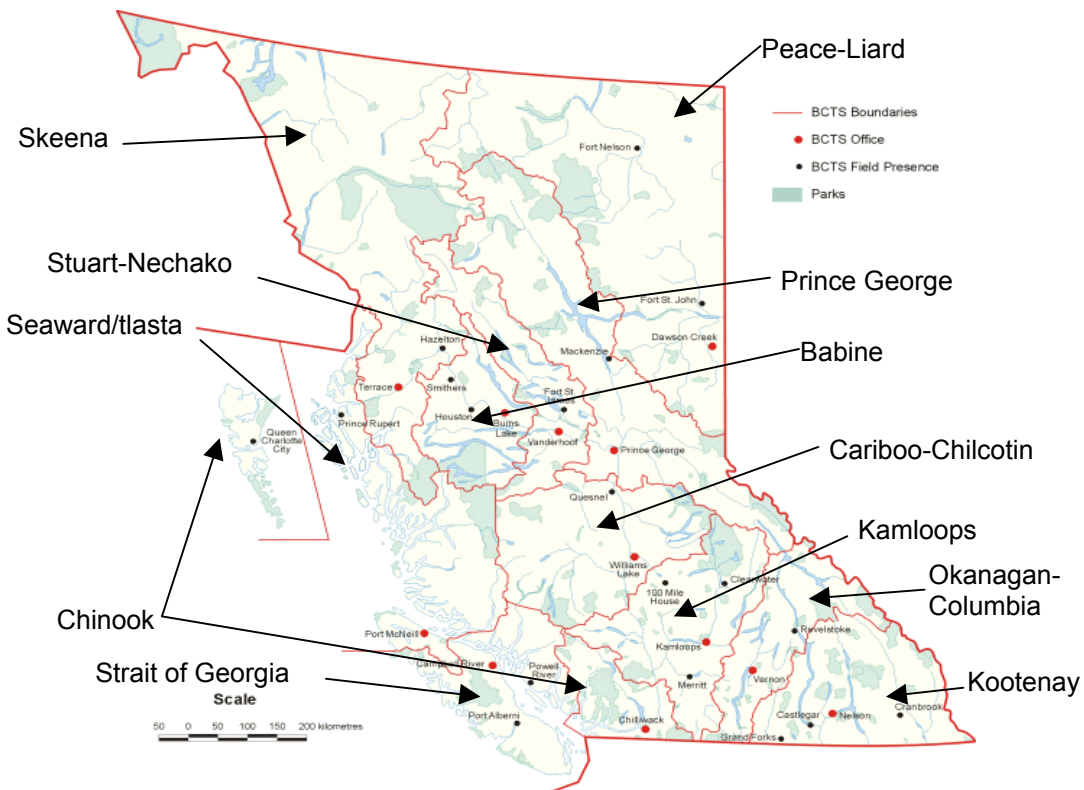 Peace-Liard
BCTS Boundaries
BCTS Office
BCTS Field Presence
Parks
Skeena
Fort Nelson
Stuart-Nechako
Prince George
Seaward/tlasta
Fort St. John
Hazelton
Dawson Creek
Mackenzie
Babine
Terrace
Smithers
Fort St.
James
Houston
Burns
Lake
Prince Rupert
Vanderhoof
Queen
Charlotte
City
Prince George
Cariboo-Chilcotin
Quesnel
Kamloops
Williams
Lake
100 Mile
House
Clearwater
Okanagan-
Columbia
Chinook
Port McNeill
Revelstoke
Campbell River
Powell
River
Kamloops
Strait of Georgia
Merritt
Vernon
Kootenay
Scale
50 0 50 100 150 200 kilometres
Port Alberni
Chilliwack
Castlegar
Nelson
Cranbrook
Grand Forks